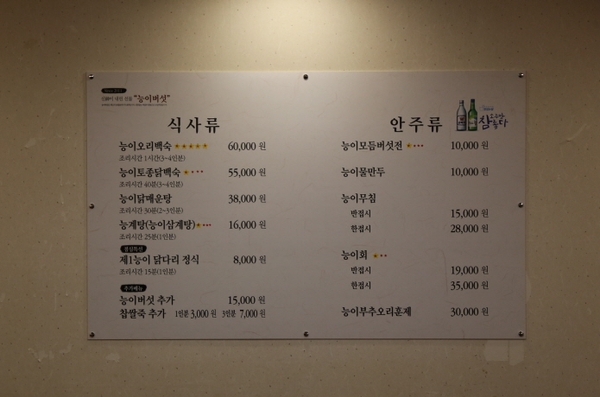 "능이버섯"
식사류
능이오리백숙 ★★★★★ 60,000 원
조리시간 1시간(3~4인분)
능이토종닭백숙 55,000 원
조리시간 40분(3~4인분)
능이닭매운탕 38,000 원
조리시간 30분(2~3인분)
능계탕(능이삼계탕) 16,000 원
조리시간 25분(1인분)
점심특선
제1능이 닭다리 정식 8,000 원
조리시간 15분(1인분)
추가메뉴
능이버섯 추가 15,000 원
찹쌀죽 추가 1인분 3,000 원 3인분 7,000 원
안주류
능이모듬버섯전 10,000 원
능이물만두 10,000 원
능이무침
반접시 15,000 원
한접시 28,000 원
능이회
반접시 19,000 원
한접시 35,000 원
능이부추오리훈제 30,000 원